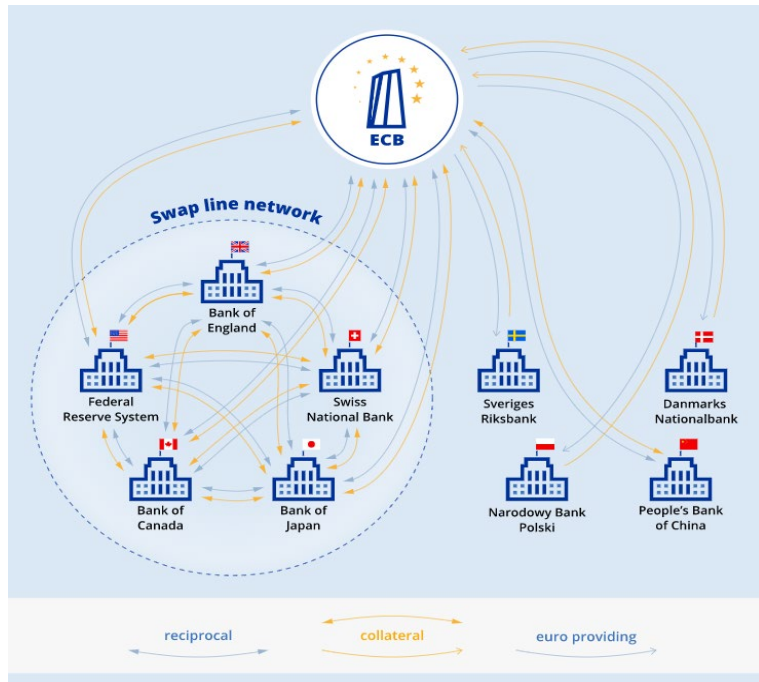 ECB
Swap line network
Bank of
England
Federal
Reserve System
Swiss
National Bank
Sveriges
Riksbank
Danmarks
Nationalbank
Bank of
Canada
Bank of
Japan
Narodowy Bank
Polski
People's Bank
of China
reciprocal
collateral
euro providing